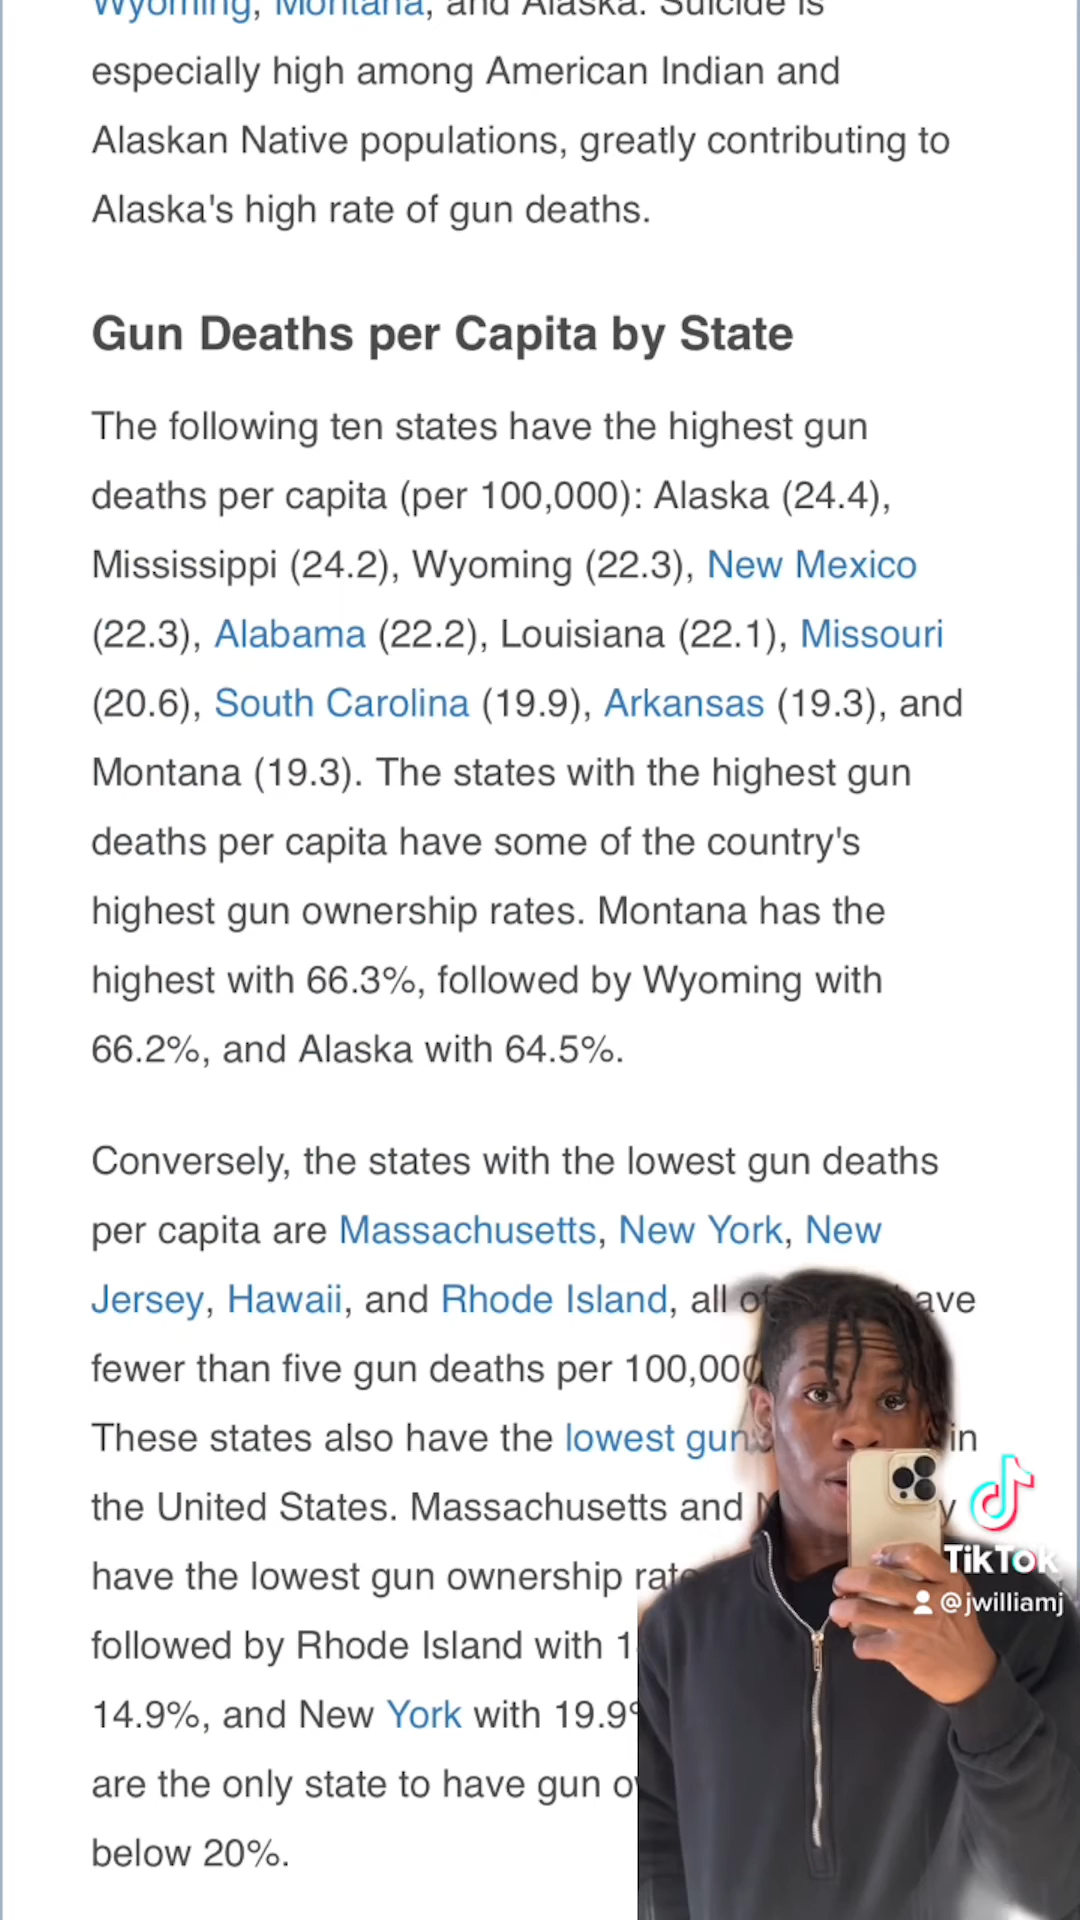 Wyoming, Montana, and Alaska. Suicide is
especially high among American Indian and
Alaskan Native populations, greatly contributing to
Alaska's high rate of gun deaths.
Gun Deaths per Capita by State
The following ten states have the highest gun
deaths per capita (per 100,000): Alaska (24.4),
Mississippi (24.2), Wyoming (22.3), New Mexico
(22.3), Alabama (22.2), Louisiana (22.1), Missouri
(20.6), South Carolina (19.9), Arkansas (19.3), and
Montana (19.3). The states with the highest gun
deaths per capita have some of the country's
highest gun ownership rates. Montana has the
highest with 66.3%, followed by Wyoming with
66.2%, and Alaska with 64.5%.
Conversely, the states with the lowest gun deaths
per capita are Massachusetts, New York, New
Jersey, Hawaii, and Rhode Island, all of
fewer than five gun deaths per 100,000
These states also have the lowest gun in
the United States. Massachusetts and
have the lowest gun ownership
followed by Rhode Island with
14.9%, and New York with 19.9%
are the only state to have gun
below 20%.
TikTok
@jwilliamj